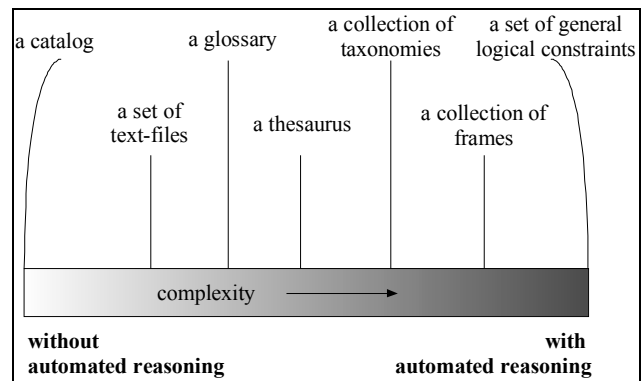 a catalog
a set of
text-files
a glossary
a thesaurus
a collection of
taxonomies
a collection of
frames
a set of general
logical constraints
complexity
without
automated reasoning
with
automated reasoning